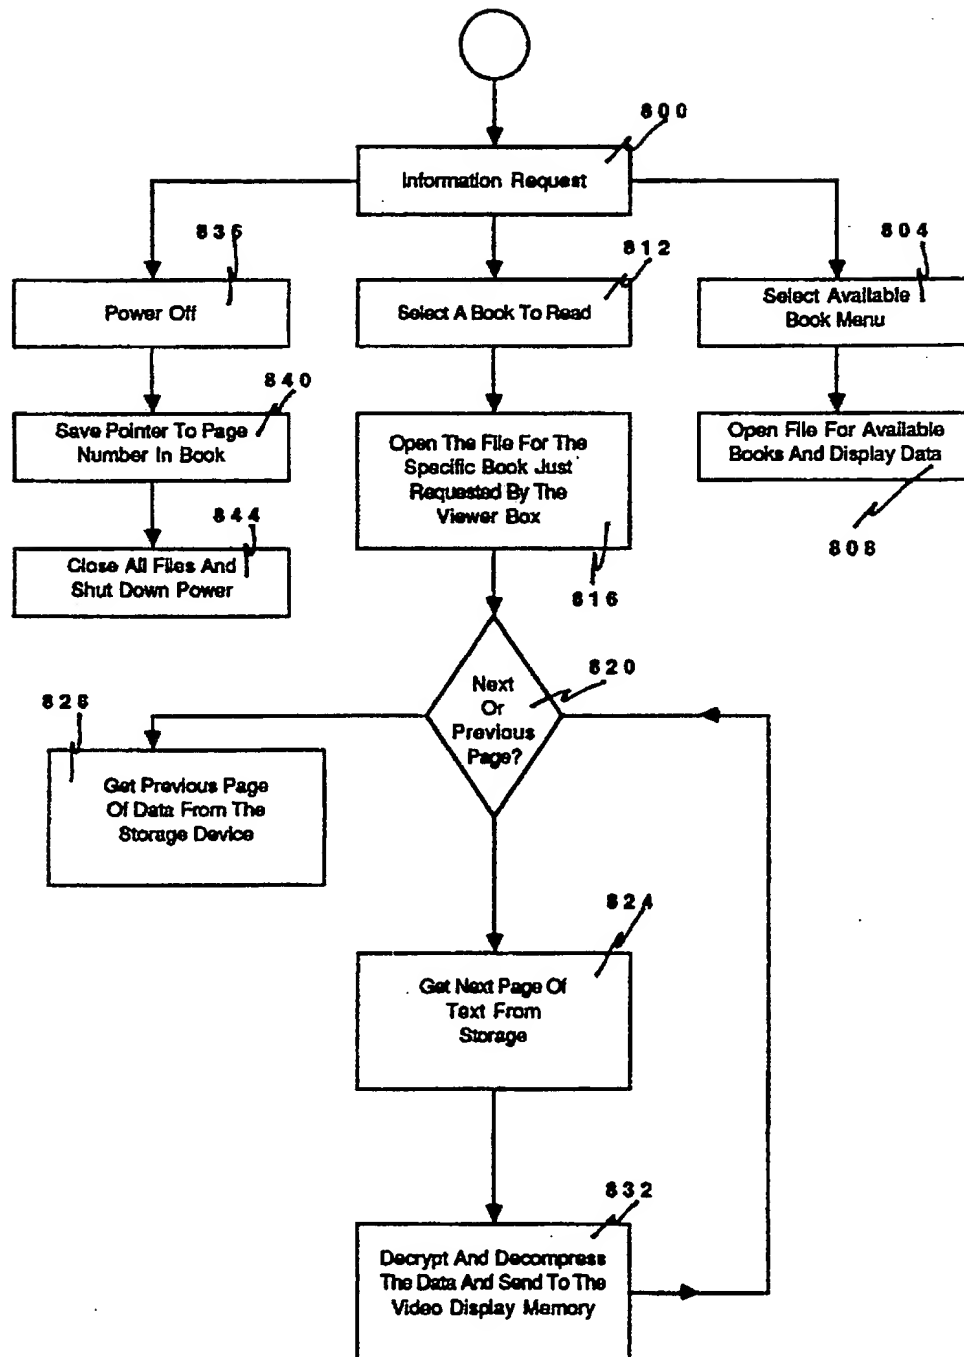 800
Information Request
836
812
804
Power Off
Select A Book To Read
Select Available
Book Menu
840
Save Pointer To Page
Number In Book
Open The File For The
Specific Book Just
Requested By The
Viewer Box
Open File For Available
Books And Display Data
844
808
Close All Files And
Shut Down Power
816
820
Next
Or
Previous
Page?
828
Get Previous Page
Of Data From The
Storage Device
824
Get Next Page Of
Text From
Storage
832
Decrypt And Decompress
The Data And Send To The
Video Display Memory